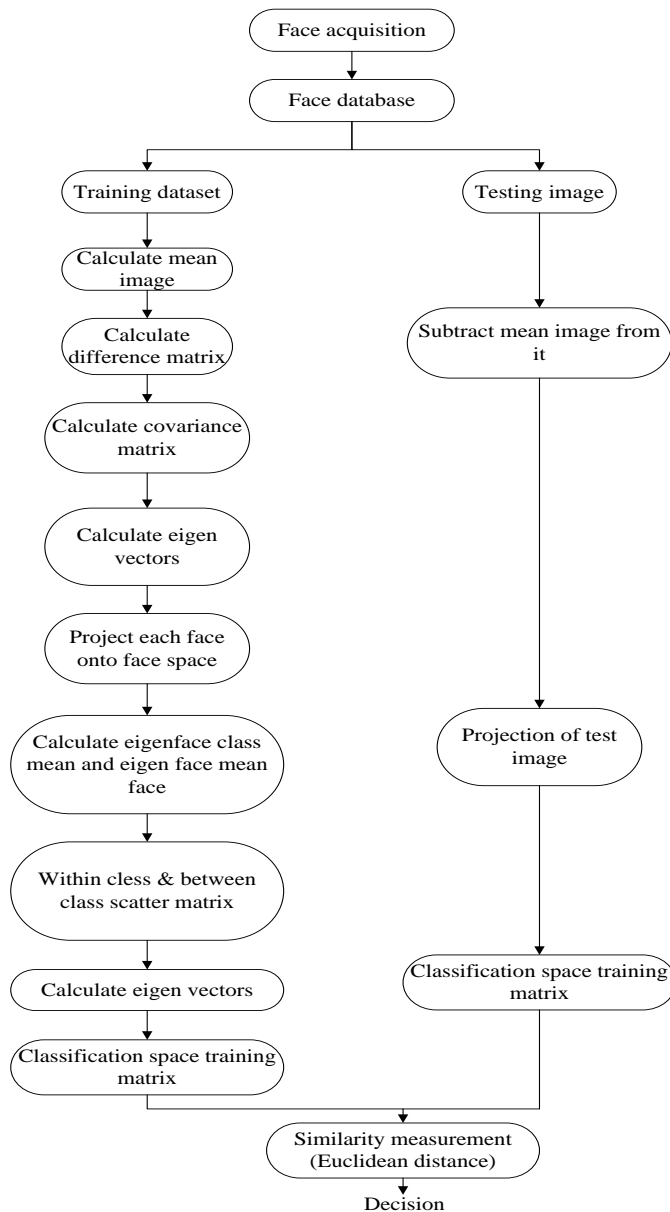 Face acquisition
Face database
Training dataset
Calculate mean
image
Calculate
difference matrix
Calculate covariance
matrix
Calculate eigen
vectors
Project each face
onto face space
Calculate eigenface class
mean and eigen face mean
face
Within cless & between
class scatter matrix
Calculate eigen vectors
Classification space training
matrix
Testing image
Subtract mean image from
it
Projection of test
image
Classification space training
matrix
Similarity measurement
(Euclidean distance)
Decision